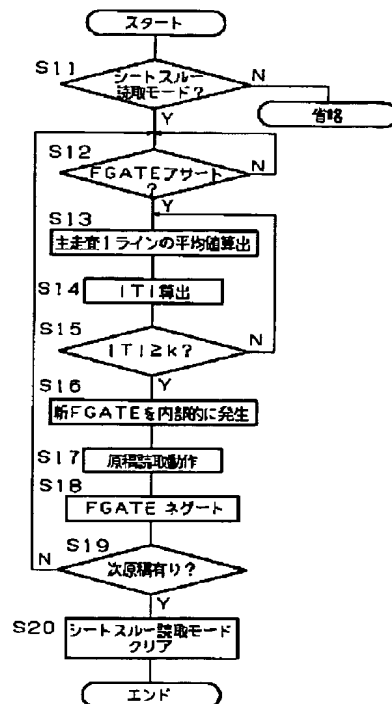 スタート
S11
シートスルー
読取モード?
N
Y
省略
S12
FGATEアサート
?
N
Y
S13
主走査1ラインの平均値算出
S14
|T|算出
S15
|T|≥k?
N
Y
S16
新FGATEを内部的に発生
S17
原稿読取動作
S18
FGATE ネゲート
S19
N
次原稿有り?
Y
S20
シートスルー読取モード
クリア
エンド